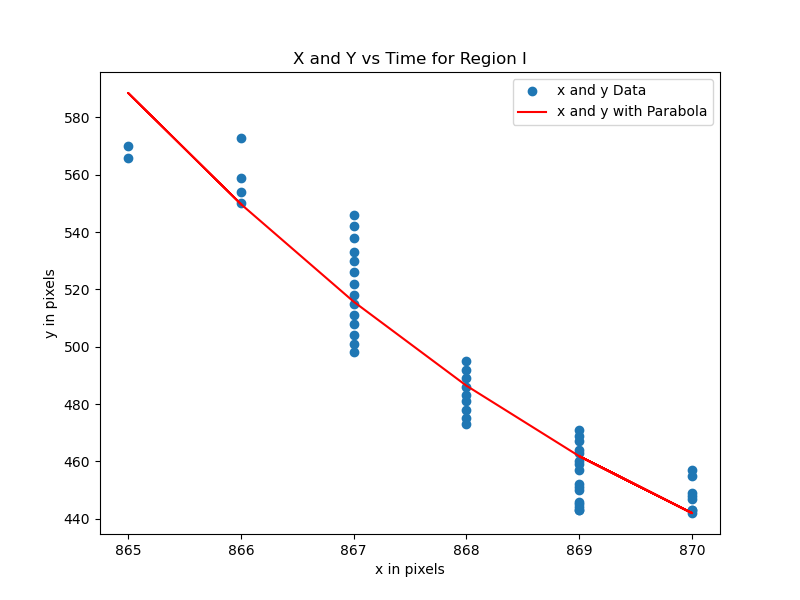 X and Y vs Time for Region I
x and y Data
x and y with Parabola
580
560
540
520
500
480
460
440
y in pixels
865 866 867 868 869 870
x in pixels